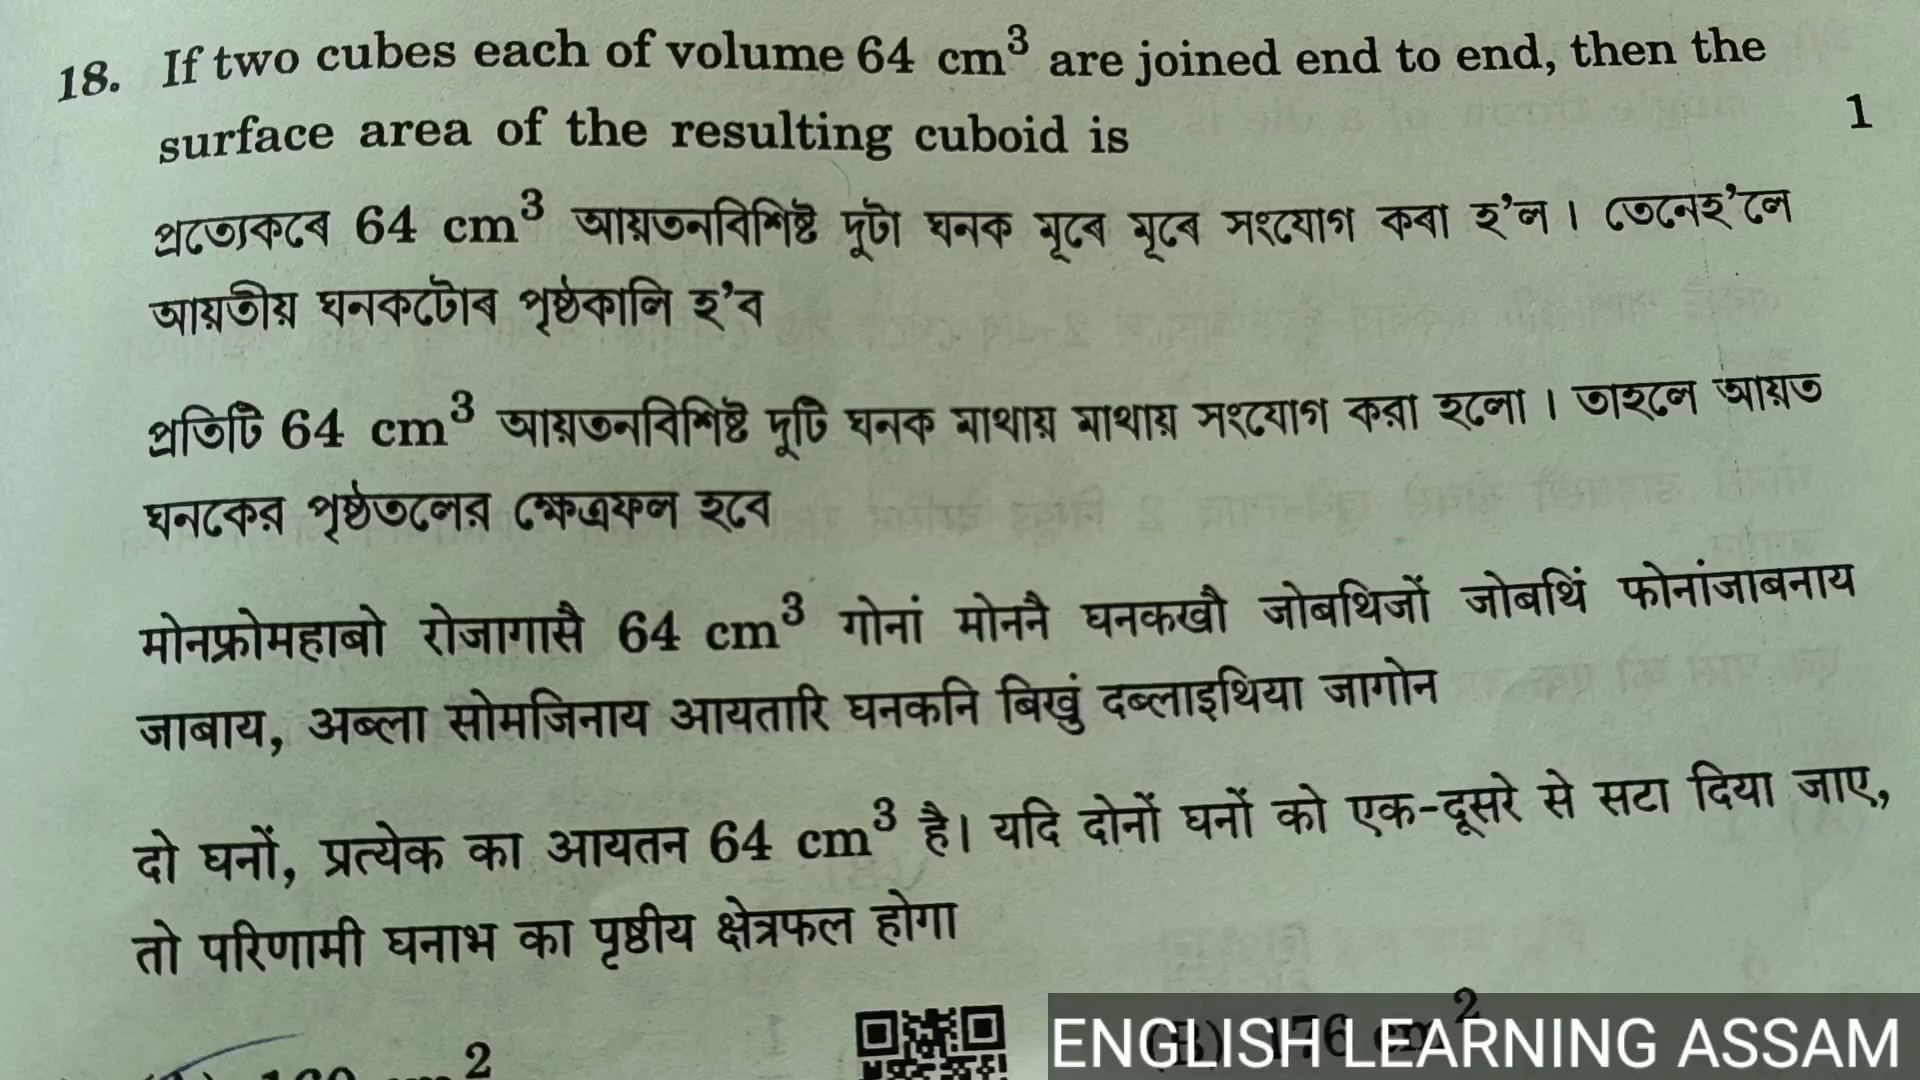 18. If two cubes each of volume 64 cm³ are joined end to end, then the
surface area of the resulting cuboid is 1
প্ৰত্যেকৰে 64 cm³ আয়তনবিশিষ্ট দুটা ঘনক মূৰে মূৰে সংযোগ কৰা হ’ল । তেনেহ’লে
আয়তীয় ঘনকটোৰ পৃষ্ঠকালি হ’ব
প্রতিটি 64 cm³ আয়তনবিশিষ্ট দুটি ঘনক মাথায় মাথায় সংযোগ করা হলো । তাহলে আয়ত
ঘনকের পৃষ্ঠতলের ক্ষেত্রফল হবে
मोनफ्रोमहाबो रोजागासै 64 cm³ गोनां मोननै घनकखौ जोबथिजों जोबथिं फोनांजाबनाय
जाबाय, अब्ला सोमजिनाय आयतारि घनकनि बिखुं दब्लाइथिया जागोन
दो घनों, प्रत्येक का आयतन 64 cm³ है। यदि दोनों घनों को एक-दूसरे से सटा दिया जाए,
तो परिणामी घनाभ का पृष्ठीय क्षेत्रफल होगा
(B) 176 cm²
ENGLISH LEARNING ASSAM